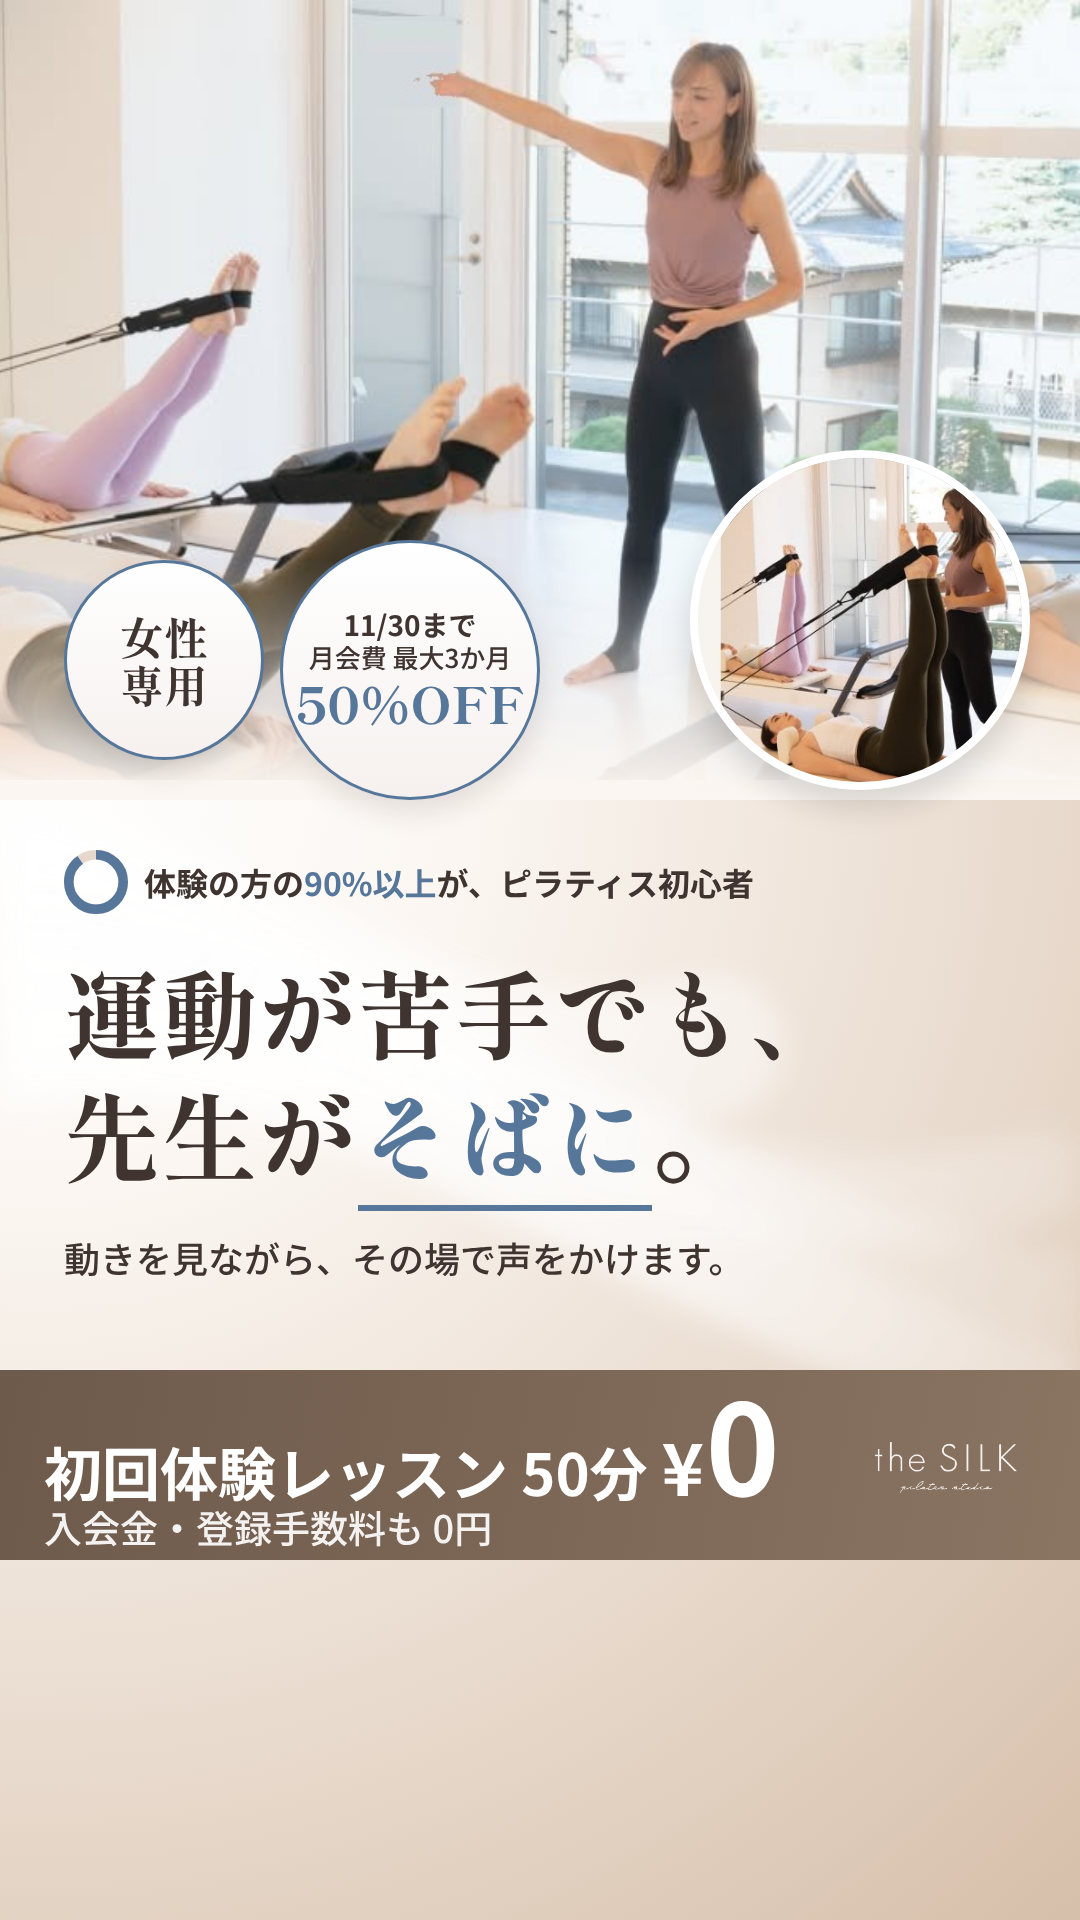 女性
専用
11/30まで
月会費 最大3か月
50%OFF
体験の方の90%以上が、ピラティス初心者
運動が苦手でも、
先生がそばに。
動きを見ながら、その場で声をかけます。
初回体験レッスン 50分 ¥0
入会金・登録手数料も 0円
the SILK
pilates studio